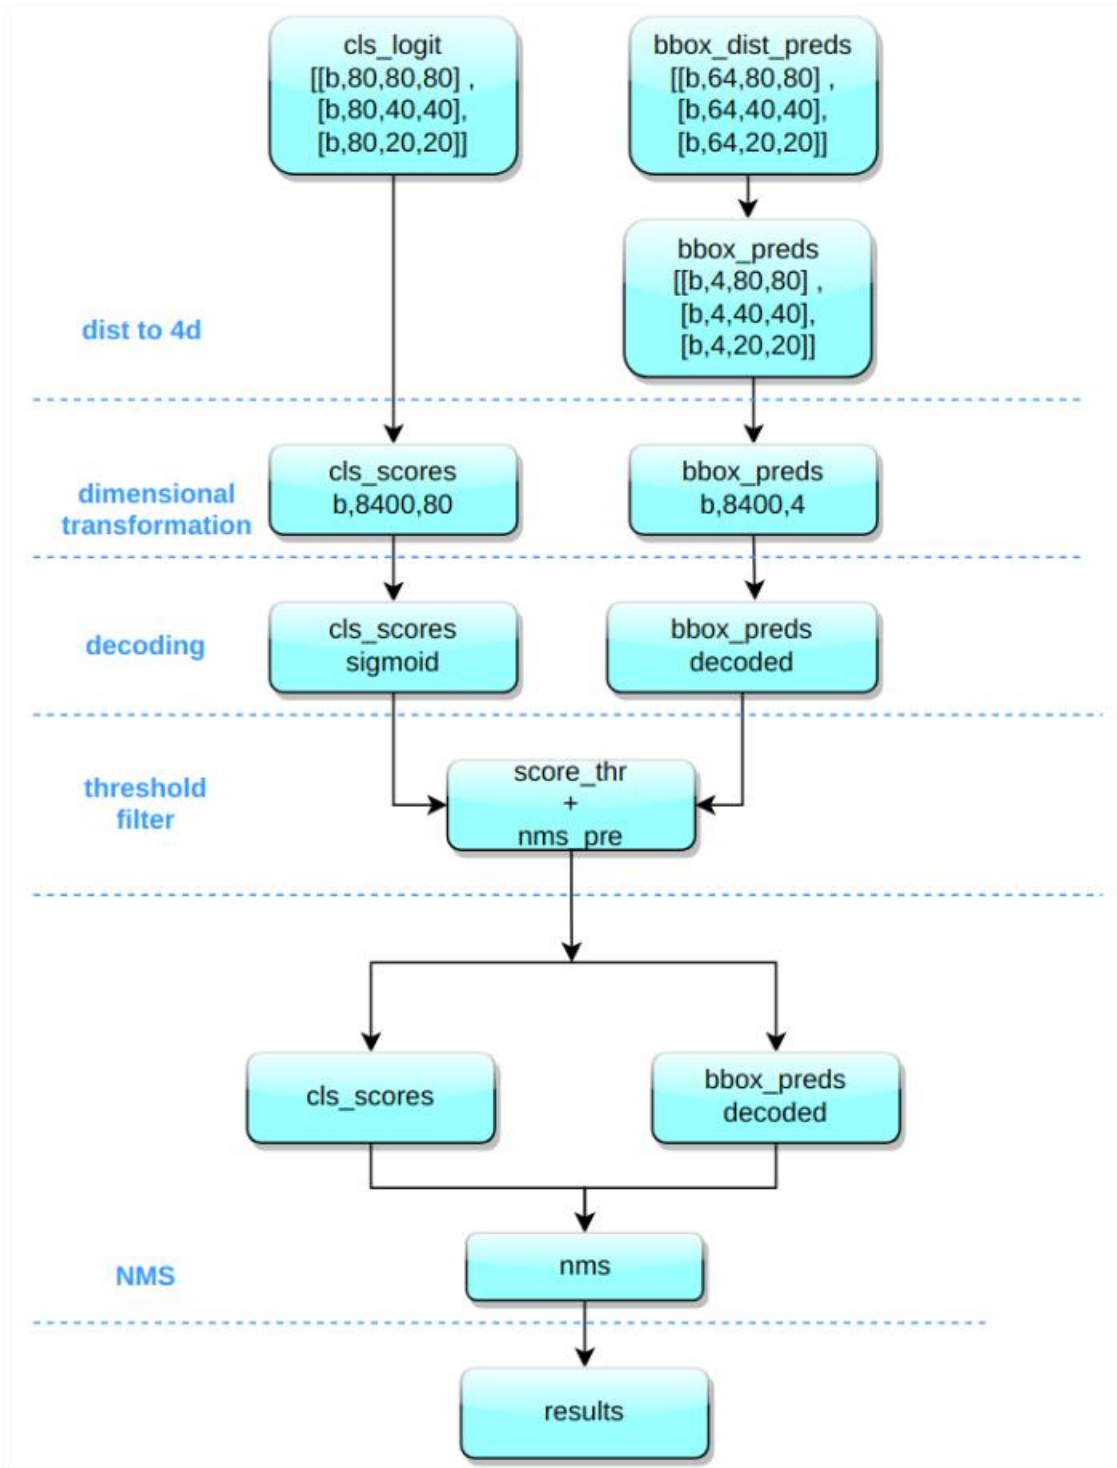 cls_logit
[[b,80,80,80] ,
[b,80,40,40],
[b,80,20,20]]
bbox_dist_preds
[[b,64,80,80] ,
[b,64,40,40],
[b,64,20,20]]
bbox_preds
[[b,4,80,80] ,
[b,4,40,40],
[b,4,20,20]]
dist to 4d
dimensional
transformation
cls_scores
b,8400,80
bbox_preds
b,8400,4
decoding
cls_scores
sigmoid
bbox_preds
decoded
threshold
filter
score_thr
+
nms_pre
cls_scores
bbox_preds
decoded
NMS
nms
results